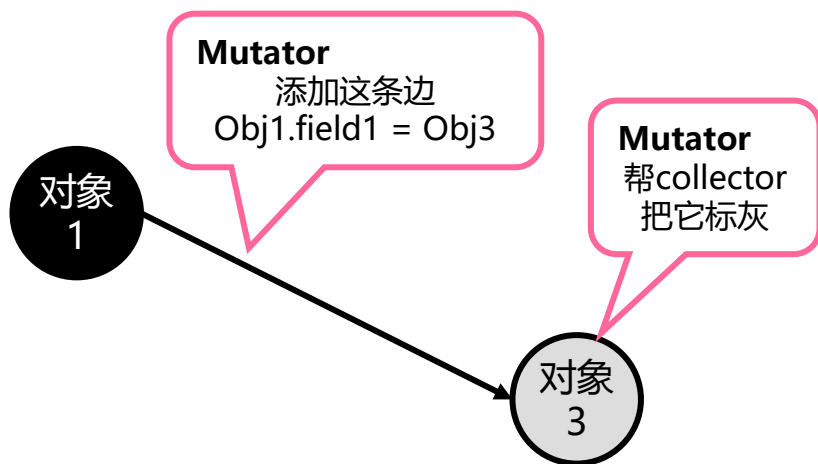 Mutator
添加这条边
Obj1.field1 = Obj3
Mutator
帮collector
把它标灰
对象
1
对象
3